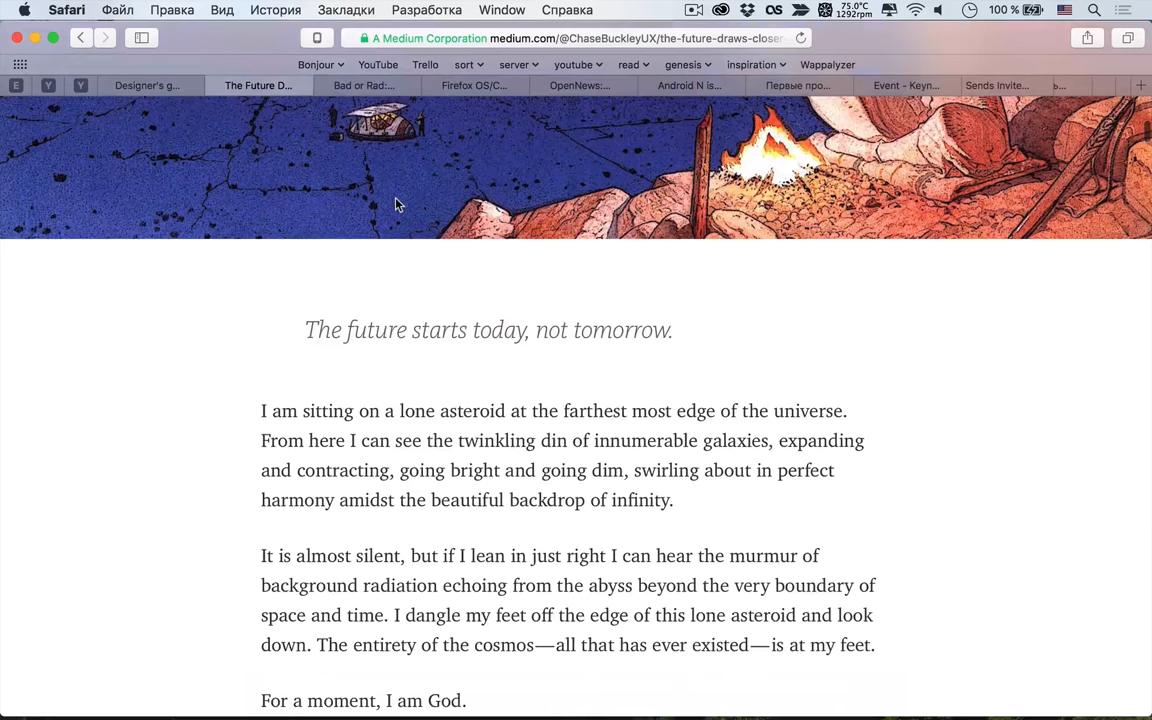 Safari Файл Правка Вид История Закладки Разработка Window Справка 75.0°C 1292rpm 100 %
A Medium Corporation medium.com/@ChaseBuckleyUX/the-future-draws-closer-
Bonjour YouTube Trello sort server youtube read genesis inspiration Wappalyzer
E Y Y Designer's g... The Future D... Bad or Rad:... Firefox OS/C... OpenNews:... Android N is... Первые про... Event - Keyn... Sends Invite... ь...
The future starts today, not tomorrow.
I am sitting on a lone asteroid at the farthest most edge of the universe.
From here I can see the twinkling din of innumerable galaxies, expanding
and contracting, going bright and going dim, swirling about in perfect
harmony amidst the beautiful backdrop of infinity.
It is almost silent, but if I lean in just right I can hear the murmur of
background radiation echoing from the abyss beyond the very boundary of
space and time. I dangle my feet off the edge of this lone asteroid and look
down. The entirety of the cosmos—all that has ever existed—is at my feet.
For a moment, I am God.